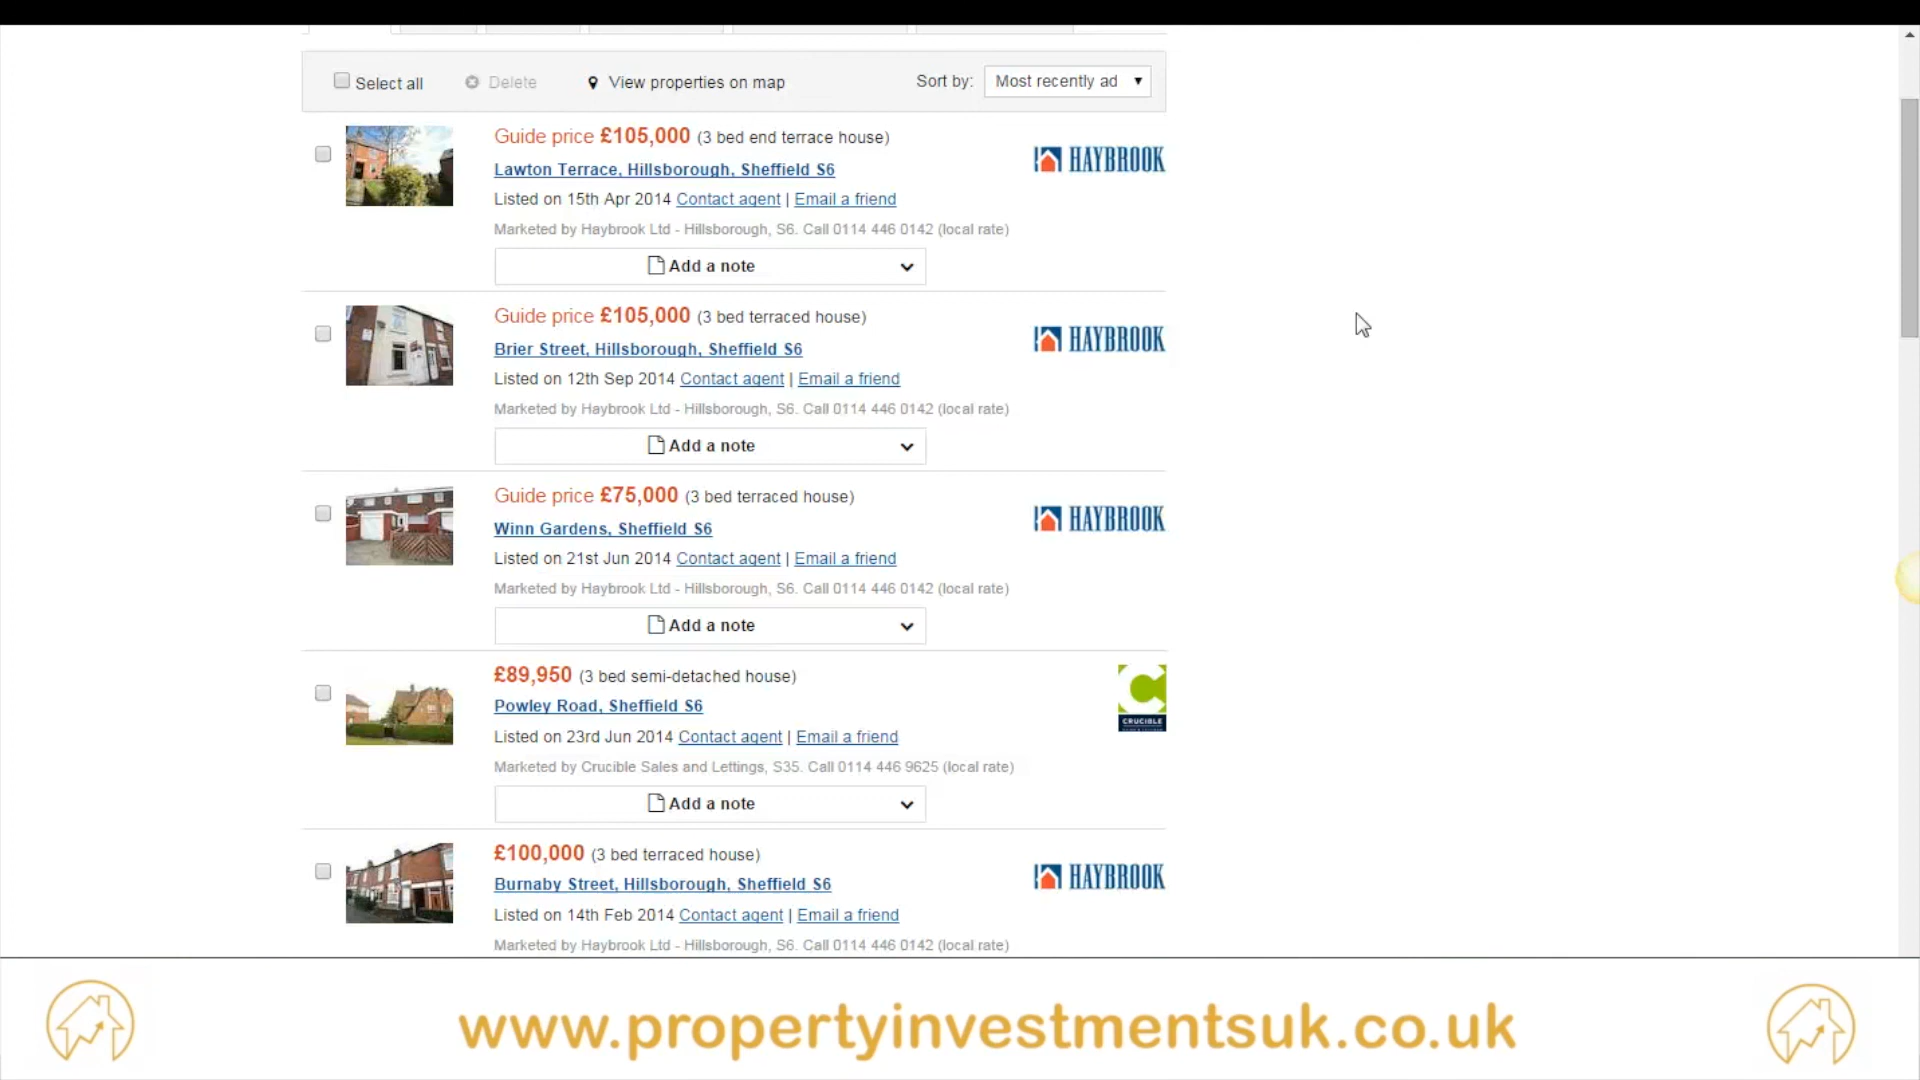 Select all Delete View properties on map Sort by: Most recently ad
Guide price £105,000 (3 bed end terrace house)
Lawton Terrace, Hillsborough, Sheffield S6
HAYBROOK
Listed on 15th Apr 2014 Contact agent | Email a friend
Marketed by Haybrook Ltd - Hillsborough, S6. Call 0114 446 0142 (local rate)
Add a note
Guide price £105,000 (3 bed terraced house)
Brier Street, Hillsborough, Sheffield S6
HAYBROOK
Listed on 12th Sep 2014 Contact agent | Email a friend
Marketed by Haybrook Ltd - Hillsborough, S6. Call 0114 446 0142 (local rate)
Add a note
Guide price £75,000 (3 bed terraced house)
Winn Gardens, Sheffield S6
HAYBROOK
Listed on 21st Jun 2014 Contact agent | Email a friend
Marketed by Haybrook Ltd - Hillsborough, S6. Call 0114 446 0142 (local rate)
Add a note
£89,950 (3 bed semi-detached house)
Powley Road, Sheffield S6
CRUCIBLE
Listed on 23rd Jun 2014 Contact agent | Email a friend
Marketed by Crucible Sales and Lettings, S35. Call 0114 446 9625 (local rate)
Add a note
£100,000 (3 bed terraced house)
Burnaby Street, Hillsborough, Sheffield S6
HAYBROOK
Listed on 14th Feb 2014 Contact agent | Email a friend
Marketed by Haybrook Ltd - Hillsborough, S6. Call 0114 446 0142 (local rate)
www.propertyinvestmentsuk.co.uk